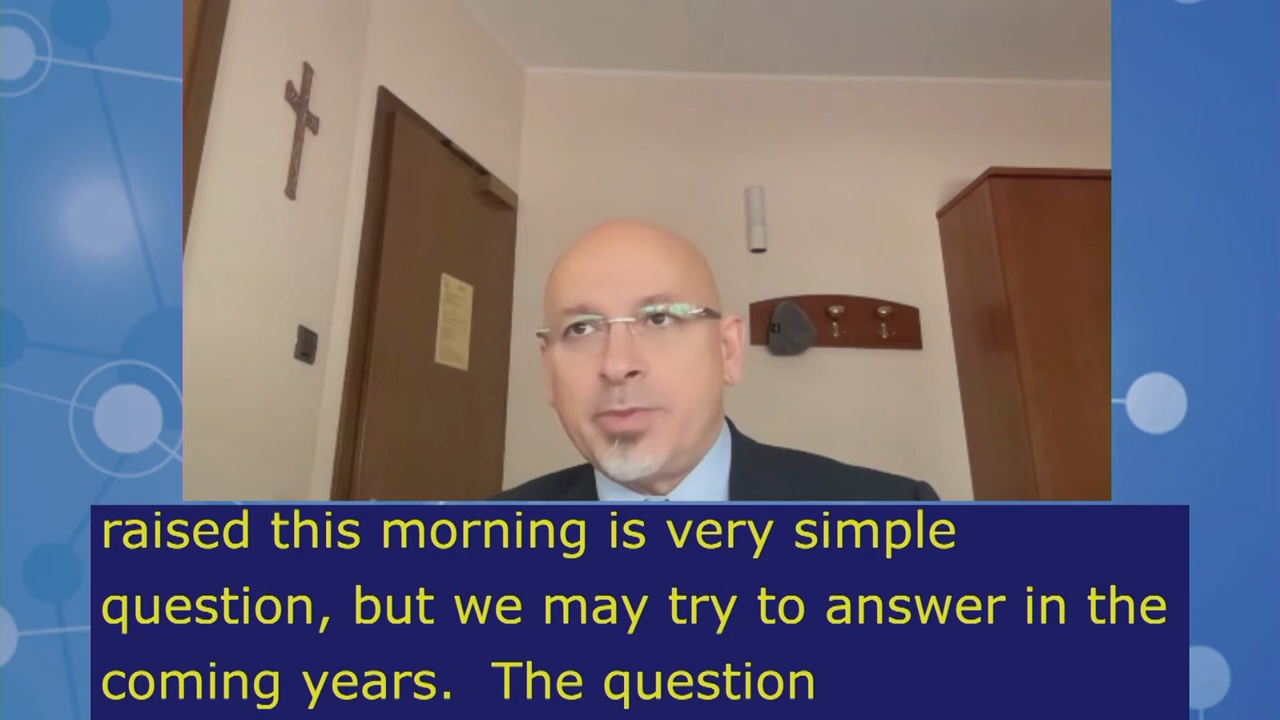 raised this morning is very simple
question, but we may try to answer in the
coming years.  The question